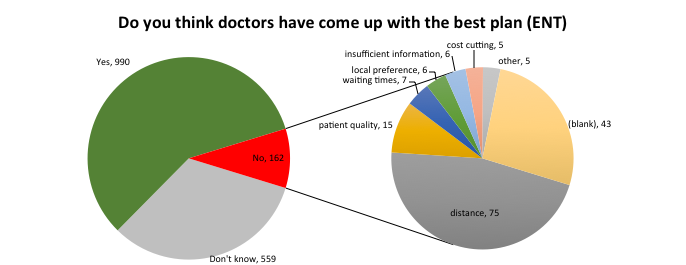 Do you think doctors have come up with the best plan (ENT)
Yes, 990
No, 162
Don't know, 559
cost cutting, 5
insufficient information, 6
other, 5
local preference, 6
waiting times, 7
patient quality, 15
(blank), 43
distance, 75